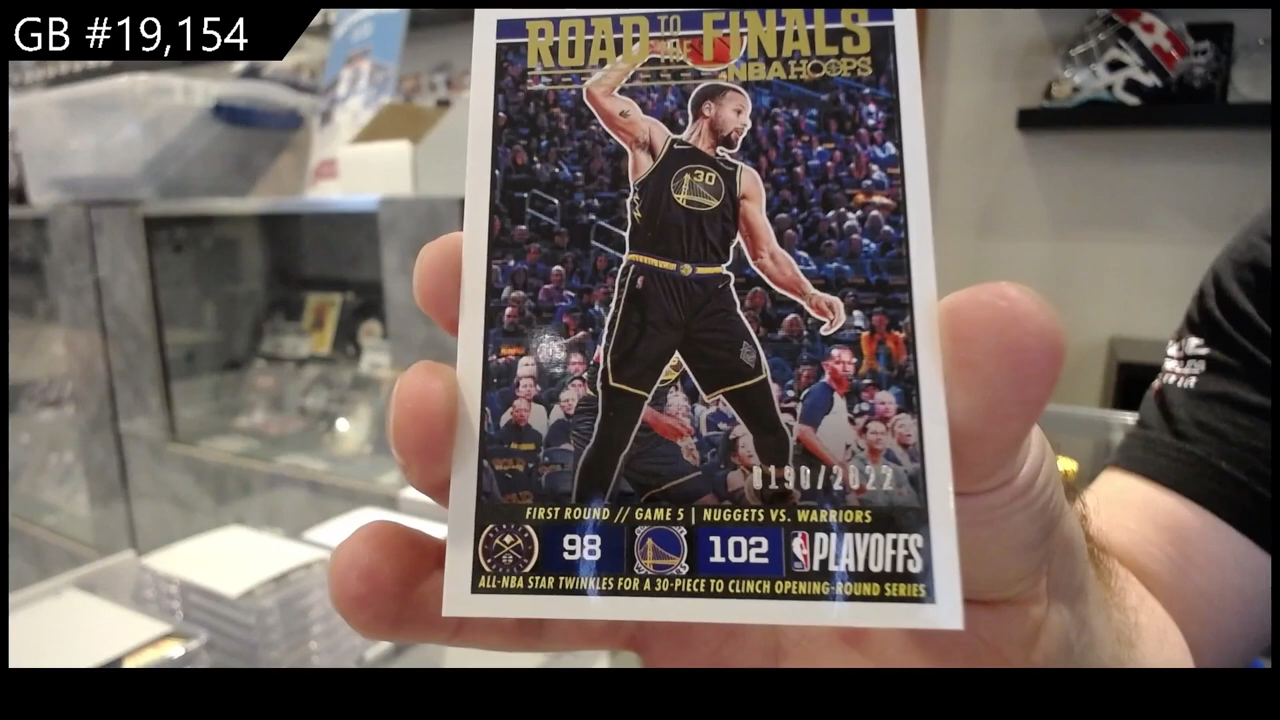 GB #19,154
ROAD TO THE FINALS
NBA HOOPS
30
0190/2022
FIRST ROUND // GAME 5 | NUGGETS VS. WARRIORS
98 102 PLAYOFFS
ALL-NBA STAR TWINKLES FOR A 30-PIECE TO CLINCH OPENING-ROUND SERIES